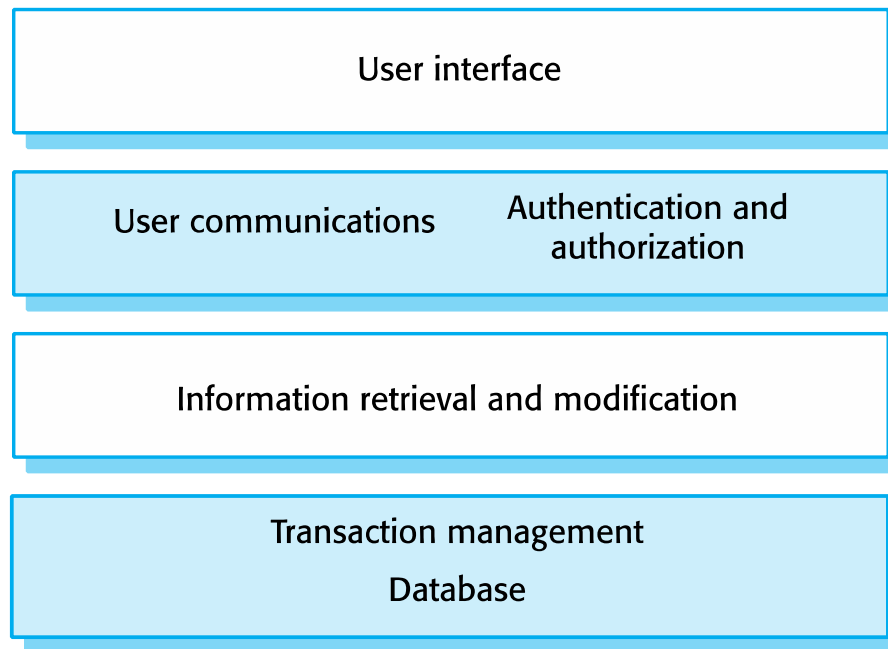 User interface
User communications
Authentication and
authorization
Information retrieval and modification
Transaction management
Database